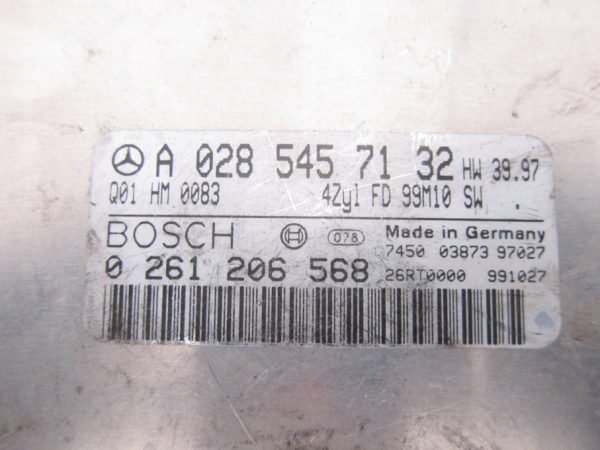 A 028 545 71 32 HW 39.97
Q01 HM 0083 4Zyl FD 99M10 SW .
BOSCH 078 Made in Germany
7450 03873 97027
0 261 206 568 26RT0000 991027